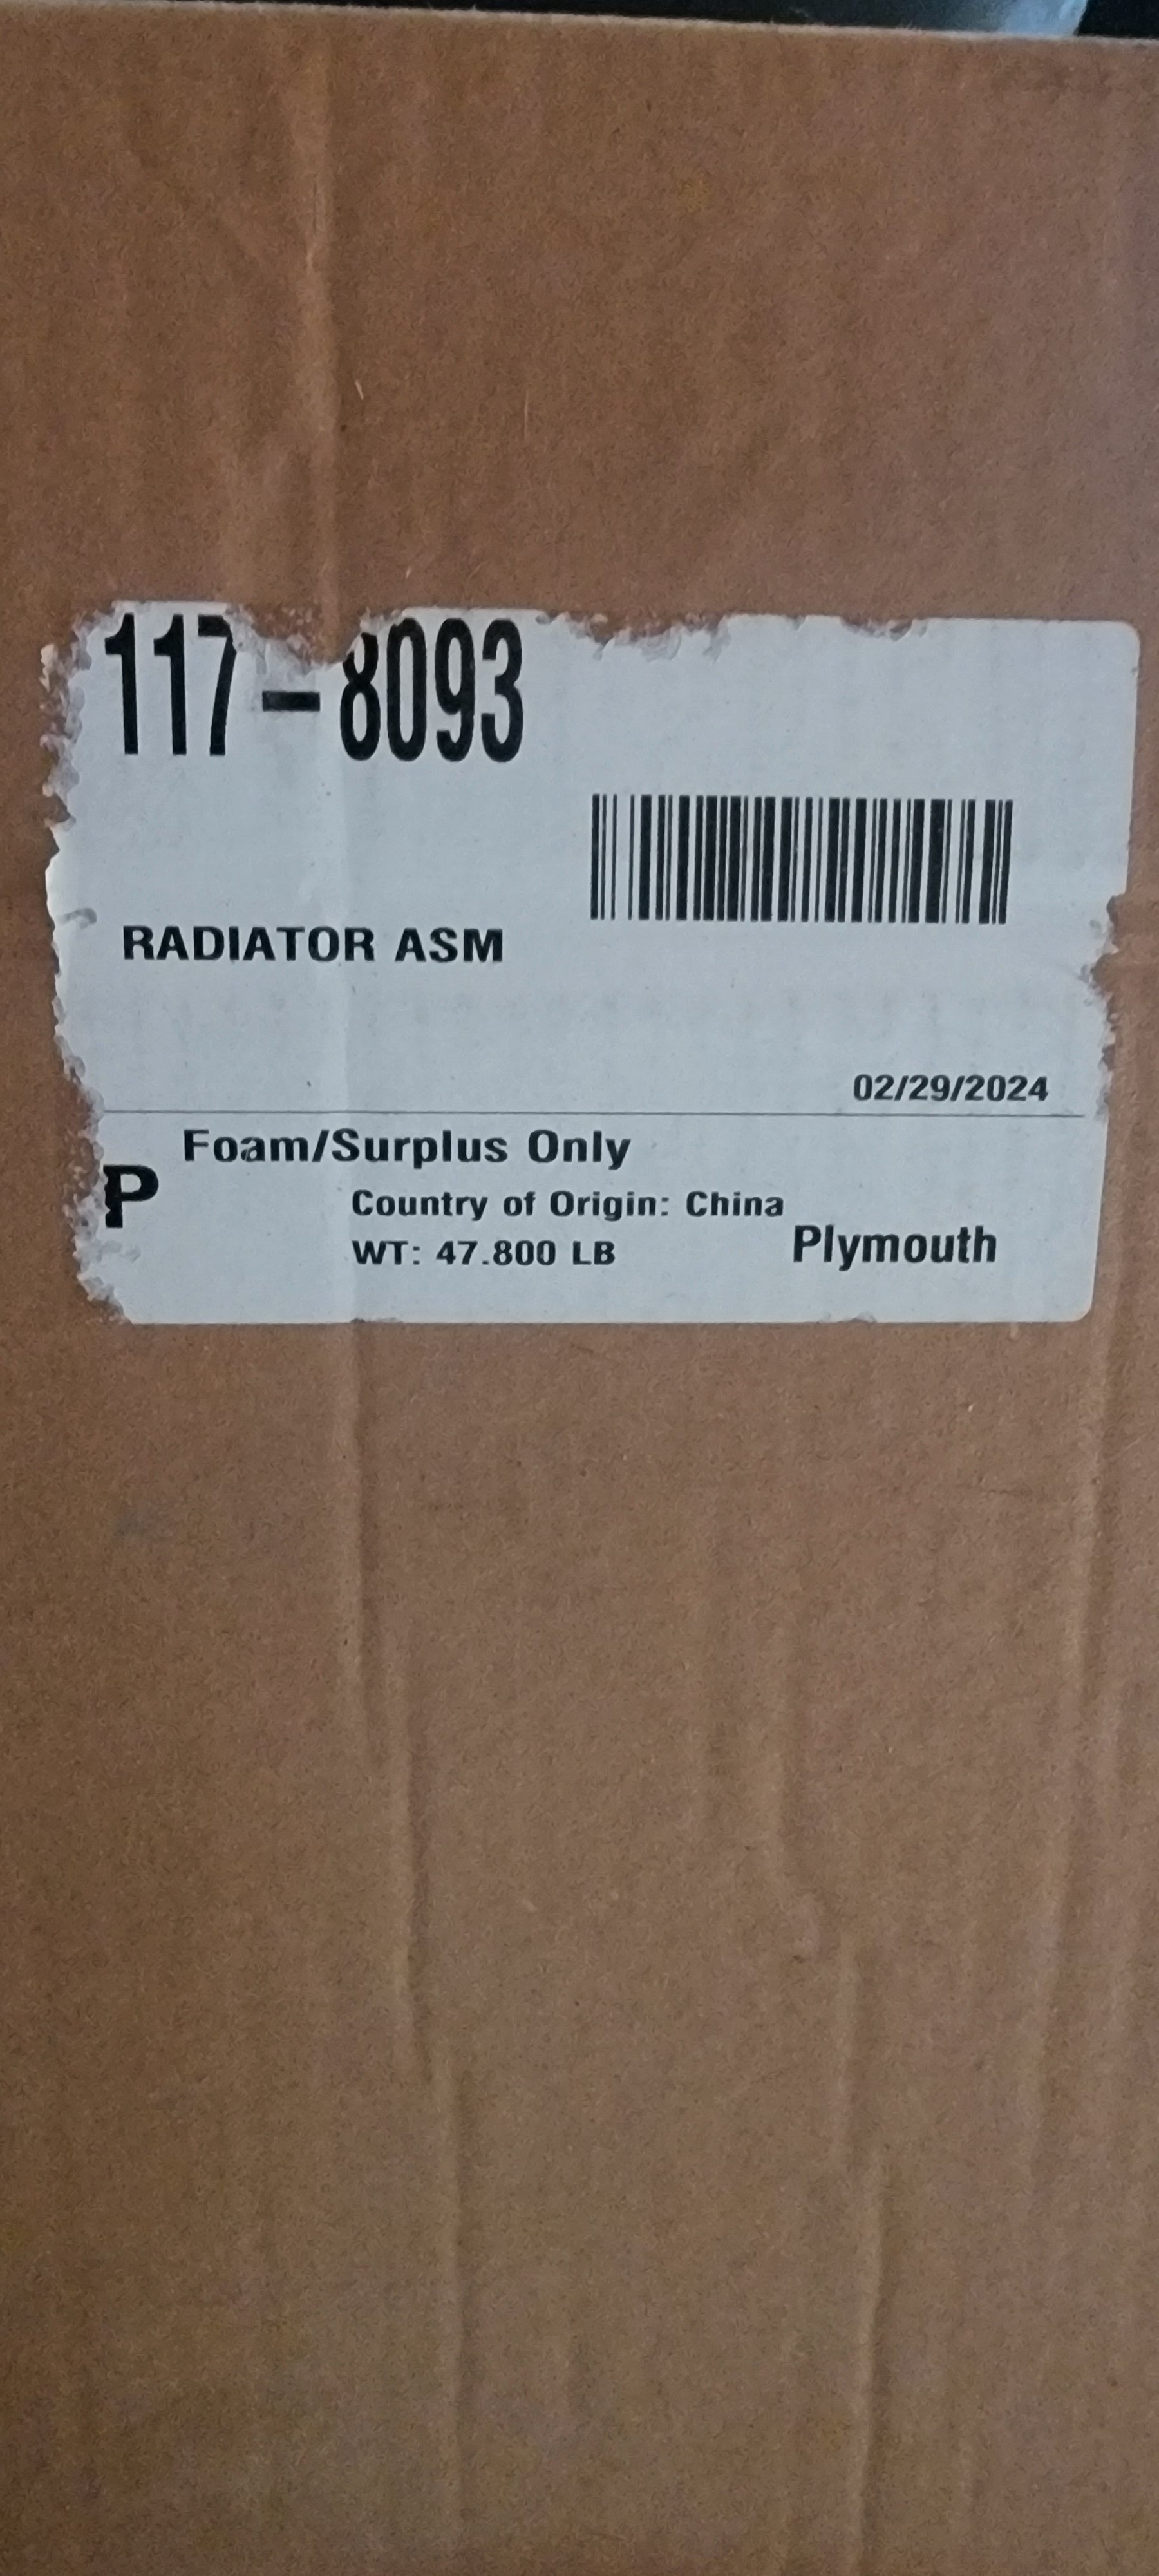 117-8093
RADIATOR ASM
02/29/2024
Foam/Surplus Only
P
Country of Origin: China
WT: 47.800 LB
Plymouth